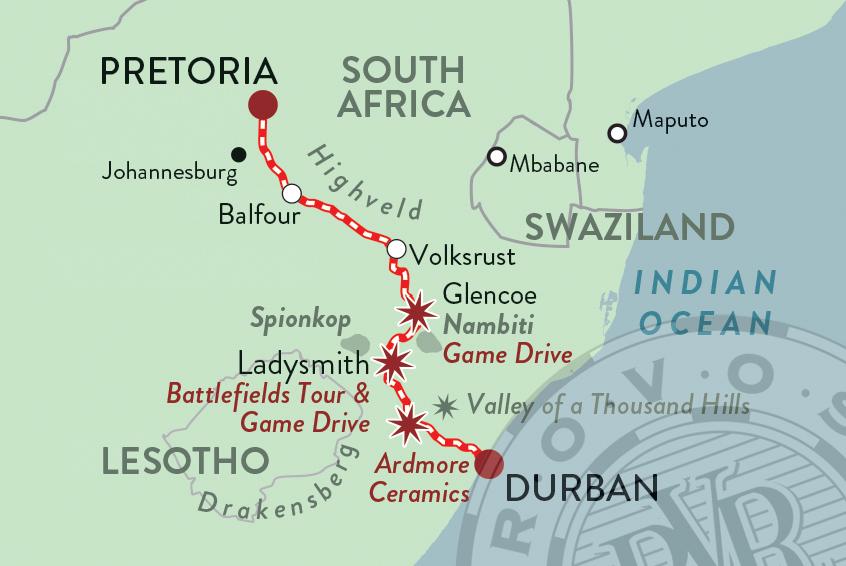 PRETORIA
SOUTH
AFRICA
Maputo
Johannesburg
Highveld
Mbabane
Balfour
SWAZILAND
Volksrust
INDIAN
OCEAN
Glencoe
Spionkop
Nambiti
Game Drive
Ladysmith
Battlefields Tour &
Game Drive
Valley of a Thousand Hills
LESOTHO
Drakensberg
Ardmore
Ceramics
DURBAN
ROVOS
RVR